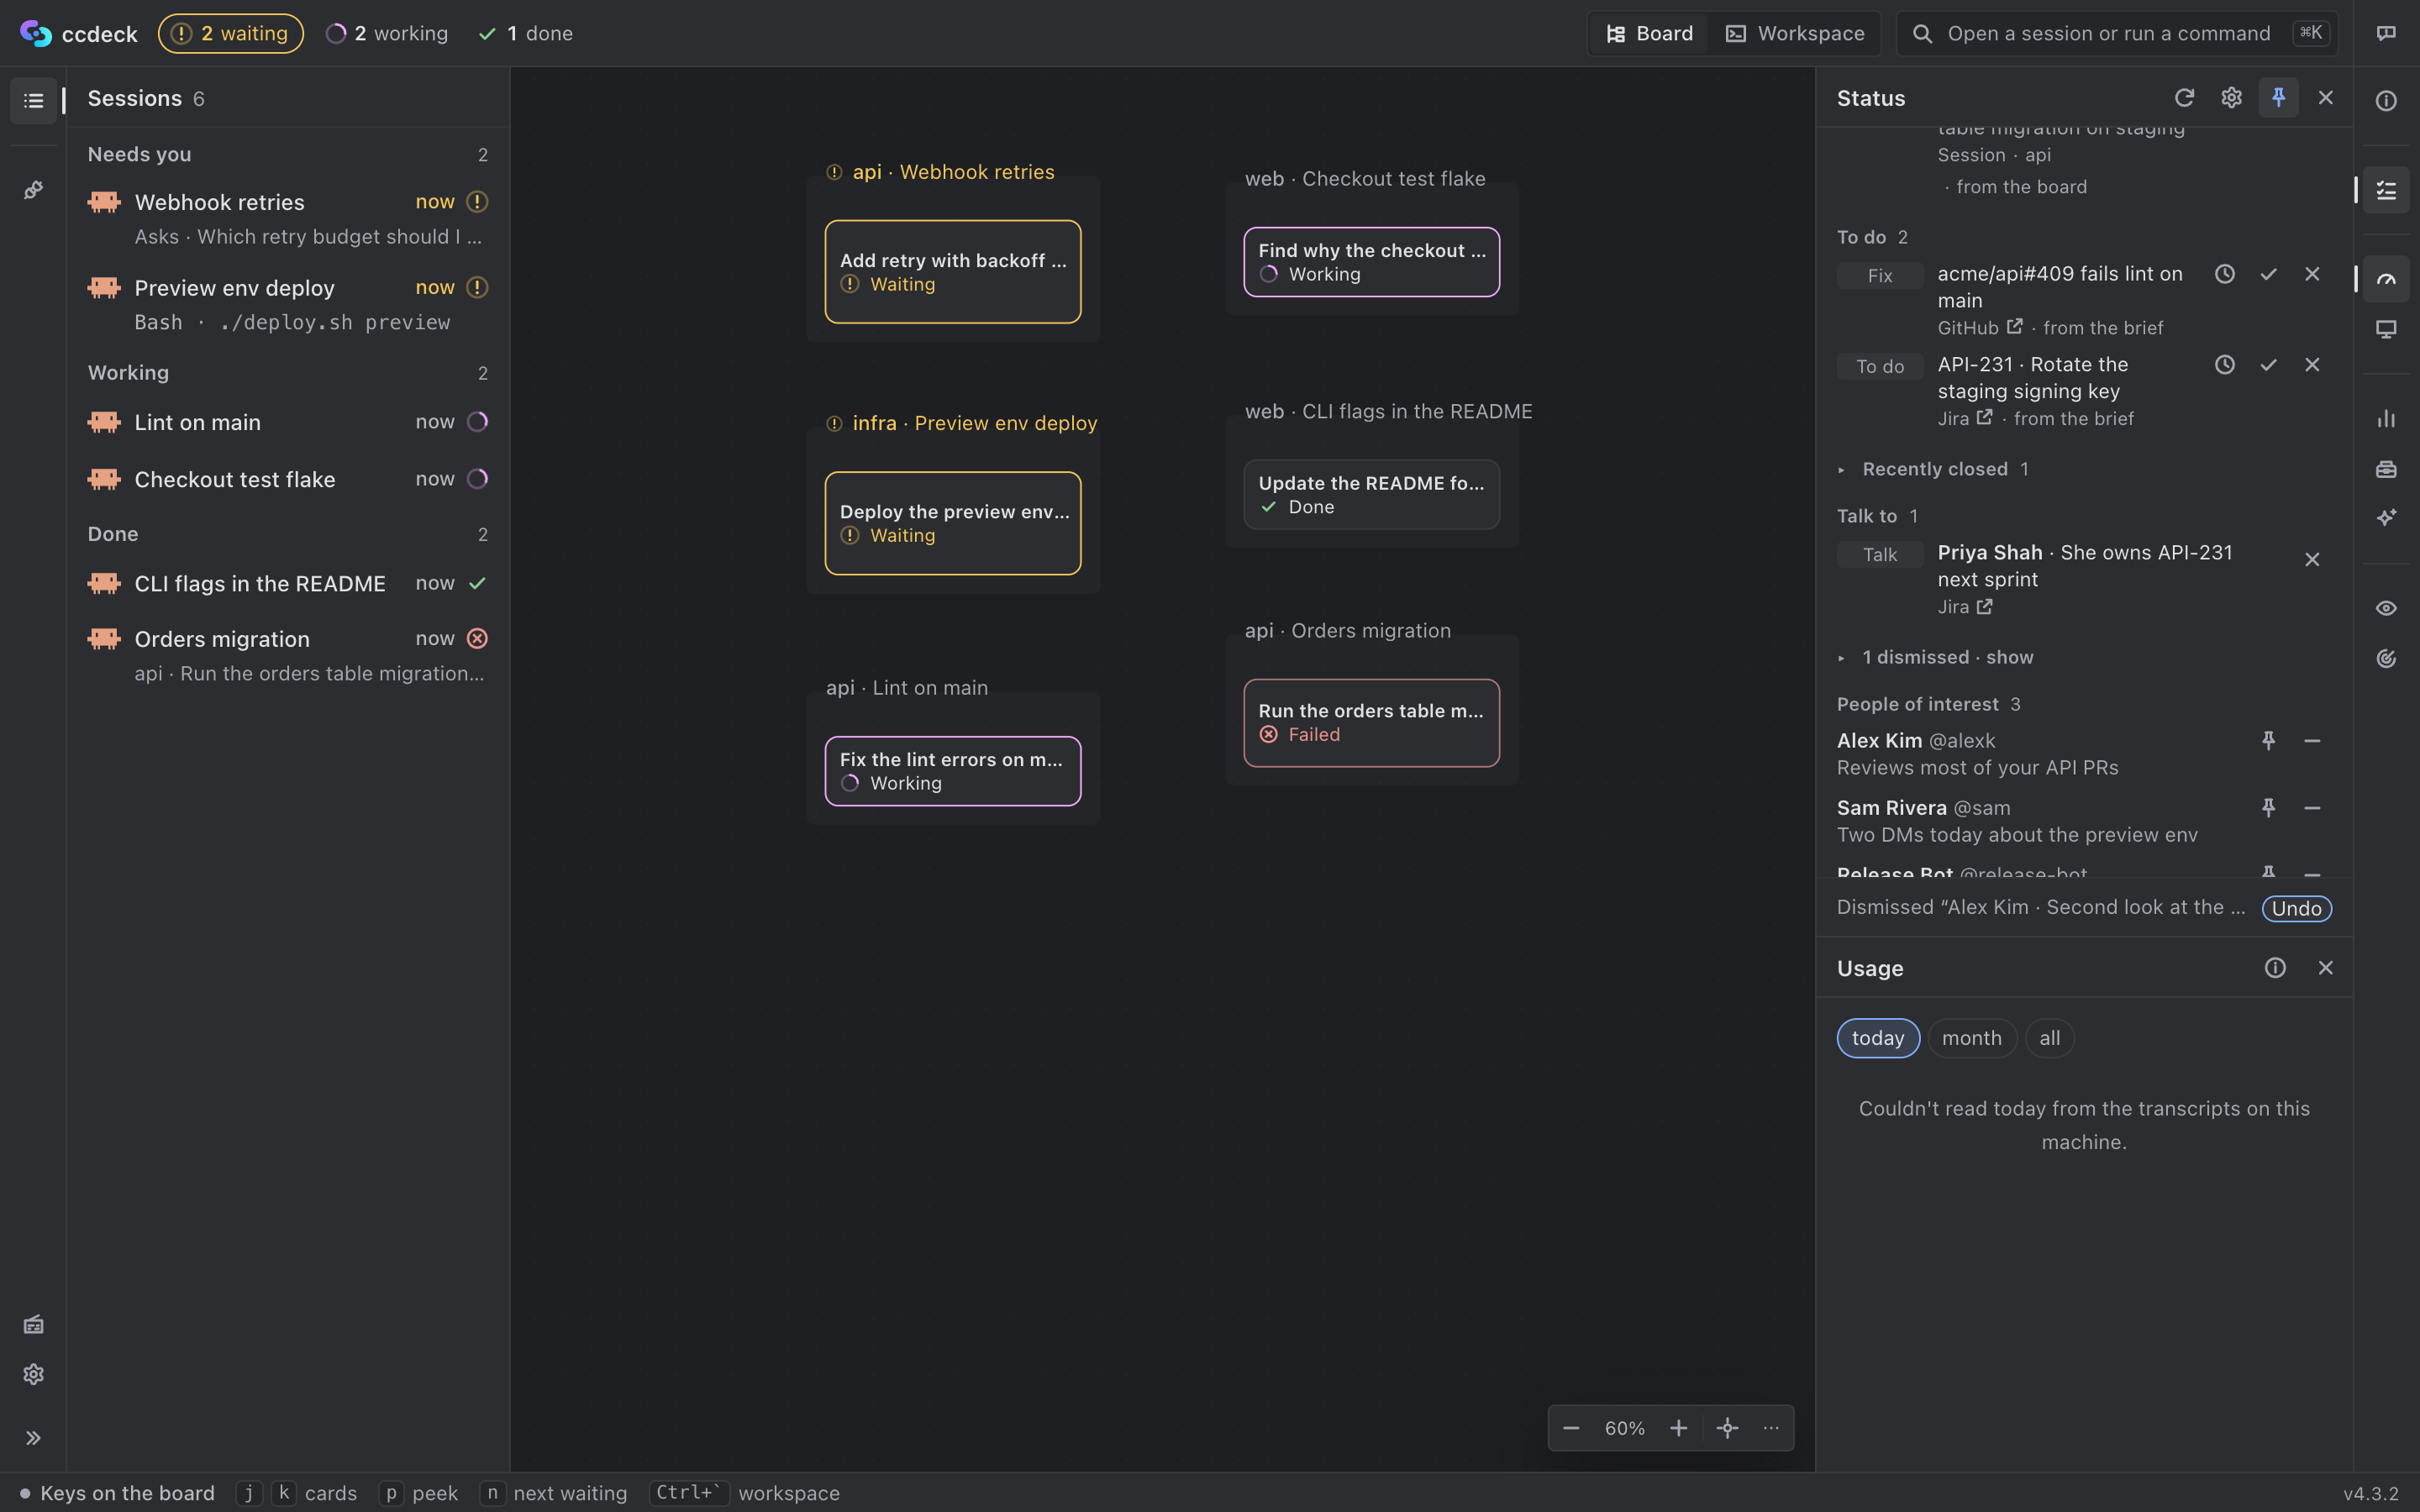 ccdeck
2 waiting
2 working
1 done
Board
Workspace
Open a session or run a command
⌘K
Sessions 6
Needs you 2
Webhook retries now
Asks · Which retry budget should I ...
Preview env deploy now
Bash · ./deploy.sh preview
Working 2
Lint on main now
Checkout test flake now
Done 2
CLI flags in the README now
Orders migration now
api · Run the orders table migration...
api · Webhook retries
Add retry with backoff ...
Waiting
infra · Preview env deploy
Deploy the preview env...
Waiting
api · Lint on main
Fix the lint errors on m...
Working
web · Checkout test flake
Find why the checkout ...
Working
web · CLI flags in the README
Update the README fo...
Done
api · Orders migration
Run the orders table m...
Failed
60%
Status
table migration on staging
Session · api
· from the board
To do 2
Fix
acme/api#409 fails lint on
main
GitHub · from the brief
To do
API-231 · Rotate the
staging signing key
Jira · from the brief
Recently closed 1
Talk to 1
Talk
Priya Shah · She owns API-231
next sprint
Jira
1 dismissed · show
People of interest 3
Alex Kim @alexk
Reviews most of your API PRs
Sam Rivera @sam
Two DMs today about the preview env
Release Bot @release-bot
Dismissed “Alex Kim · Second look at the ...
Undo
Usage
today
month
all
Couldn't read today from the transcripts on this
machine.
Keys on the board
j k cards
p peek
n next waiting
Ctrl+` workspace
v4.3.2